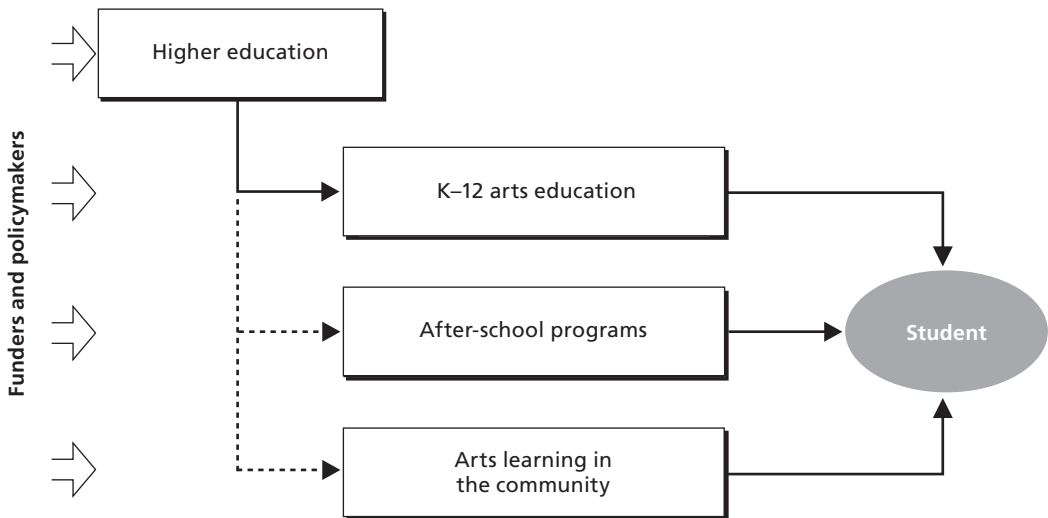 Higher education
Funders and policymakers
K–12 arts education
After-school programs
Student
Arts learning in
the community